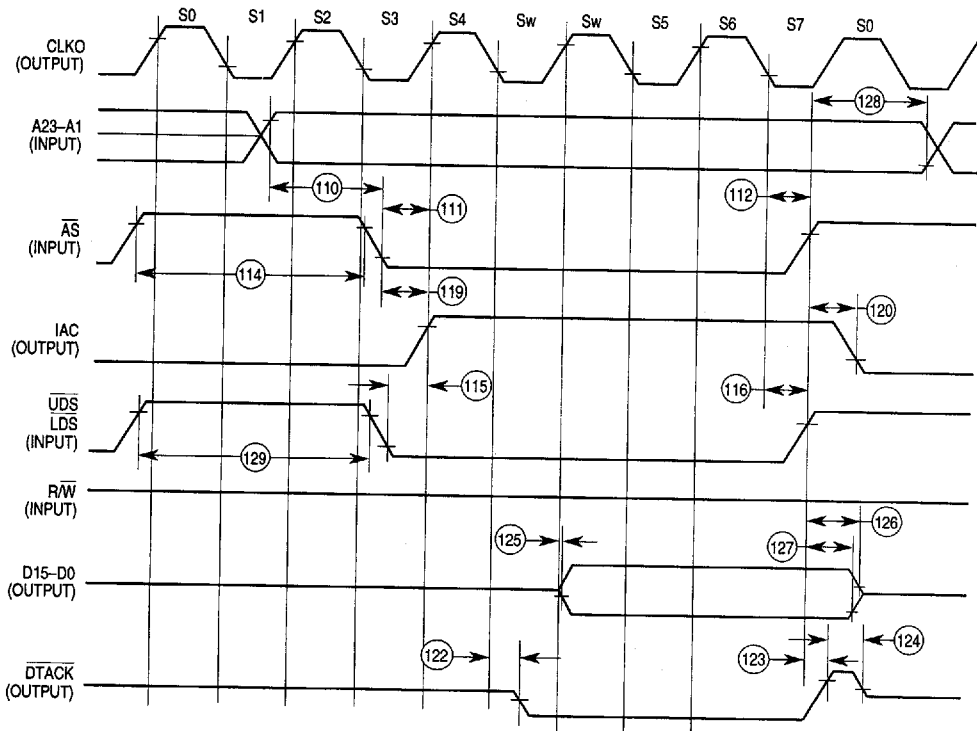 S0 S1 S2 S3 S4 Sw Sw S5 S6 S7 S0
CLKO
(OUTPUT)
128
A23–A1
(INPUT)
110
111
112
AS
(INPUT)
114
119
120
IAC
(OUTPUT)
115
116
UDS
LDS
(INPUT)
129
R/W
(INPUT)
126
125
127
D15–D0
(OUTPUT)
124
122
123
DTACK
(OUTPUT)